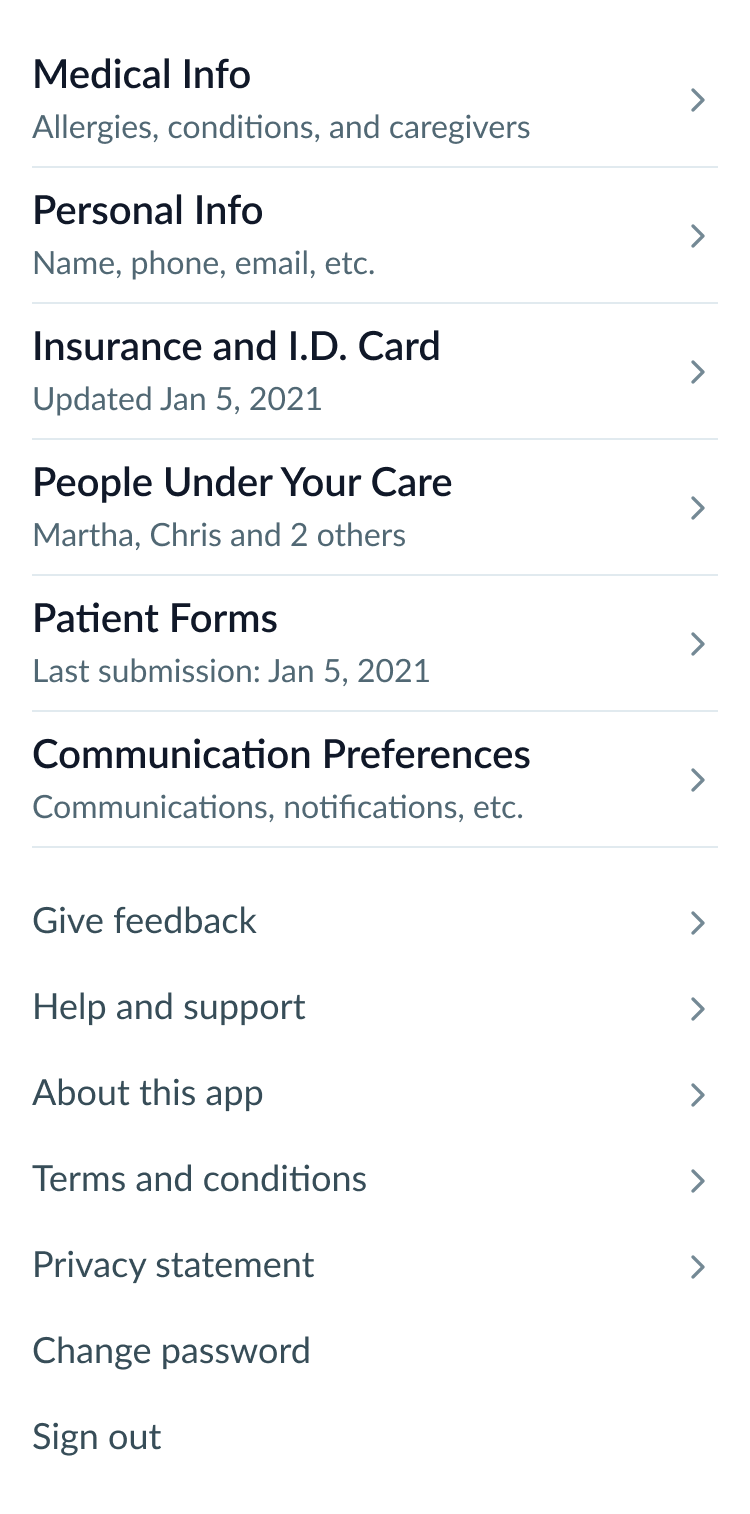 Medical Info
Allergies, conditions, and caregivers
Personal Info
Name, phone, email, etc.
Insurance and I.D. Card
Updated Jan 5, 2021
People Under Your Care
Martha, Chris and 2 others
Patient Forms
Last submission: Jan 5, 2021
Communication Preferences
Communications, notifications, etc.
Give feedback
Help and support
About this app
Terms and conditions
Privacy statement
Change password
Sign out